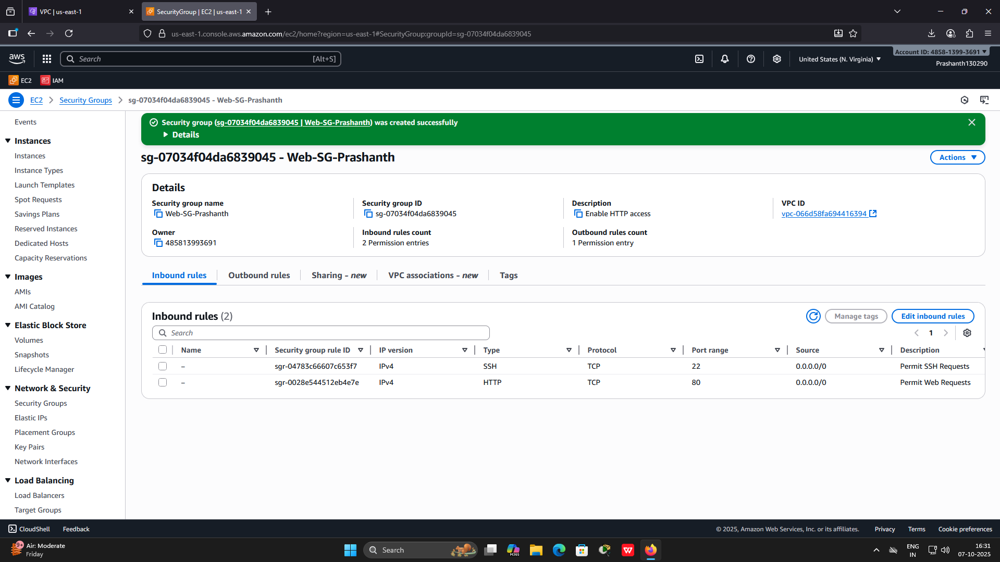 VPC | us-east-1
SecurityGroup | EC2 | us-east-1
us-east-1.console.aws.amazon.com/ec2/home?region=us-east-1#SecurityGroup:groupId=sg-07034f04da6839045
aws
Search
[Alt+S]
United States (N. Virginia)
Account ID: 4858-1399-3691
Prashanth130290
EC2
IAM
EC2 > Security Groups > sg-07034f04da6839045 - Web-SG-Prashanth
Events
Instances
Instances
Instance Types
Launch Templates
Spot Requests
Savings Plans
Reserved Instances
Dedicated Hosts
Capacity Reservations
Images
AMIs
AMI Catalog
Elastic Block Store
Volumes
Snapshots
Lifecycle Manager
Network & Security
Security Groups
Elastic IPs
Placement Groups
Key Pairs
Network Interfaces
Load Balancing
Load Balancers
Target Groups
Security group (sg-07034f04da6839045 | Web-SG-Prashanth) was created successfully
Details
sg-07034f04da6839045 - Web-SG-Prashanth
Actions
Details
Security group name
Web-SG-Prashanth
Security group ID
sg-07034f04da6839045
Description
Enable HTTP access
VPC ID
vpc-066d58fa694416394
Owner
485813993691
Inbound rules count
2 Permission entries
Outbound rules count
1 Permission entry
Inbound rules
Outbound rules
Sharing - new
VPC associations - new
Tags
Inbound rules (2)
Manage tags
Edit inbound rules
Search
1
Name Security group rule ID IP version Type Protocol Port range Source Description
– sgr-04783c66607c653f7 IPv4 SSH TCP 22 0.0.0.0/0 Permit SSH Requests
– sgr-0028e544512eb4e7e IPv4 HTTP TCP 80 0.0.0.0/0 Permit Web Requests
CloudShell
Feedback
© 2025, Amazon Web Services, Inc. or its affiliates.
Privacy
Terms
Cookie preferences
9+
Air: Moderate
Friday
Search
M365
ENG
IN
16:31
07-10-2025